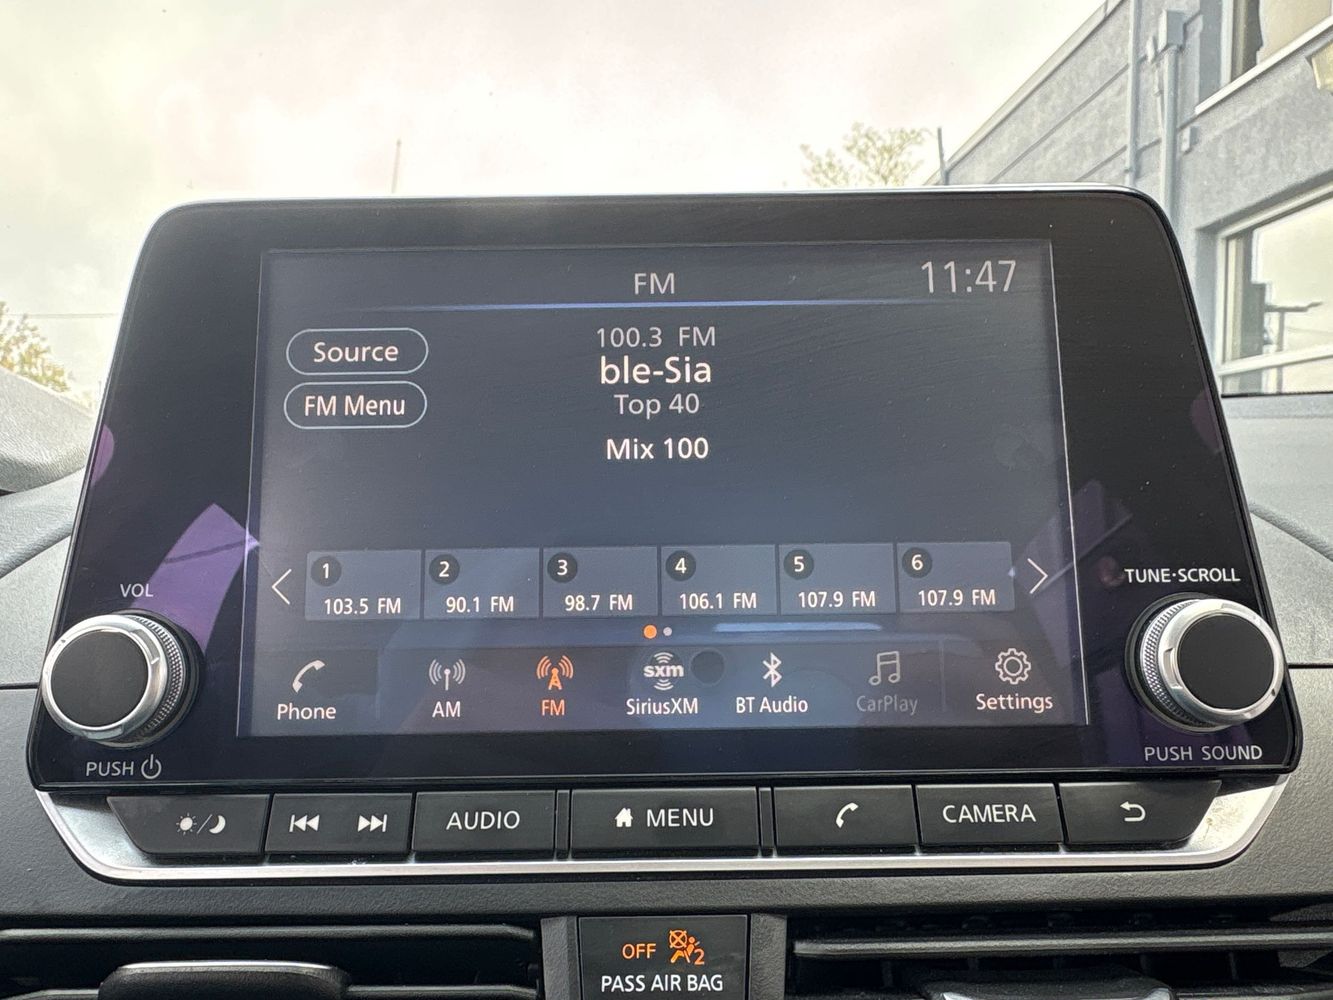 FM
11:47
Source
100.3 FM
ble-Sia
FM Menu
Top 40
Mix 100
1
103.5 FM
2
90.1 FM
3
98.7 FM
4
106.1 FM
5
107.9 FM
6
107.9 FM
VOL
TUNE·SCROLL
Phone
AM
FM
sxm
SiriusXM
BT Audio
CarPlay
Settings
PUSH
PUSH SOUND
AUDIO
MENU
CAMERA
OFF
2
PASS AIR BAG